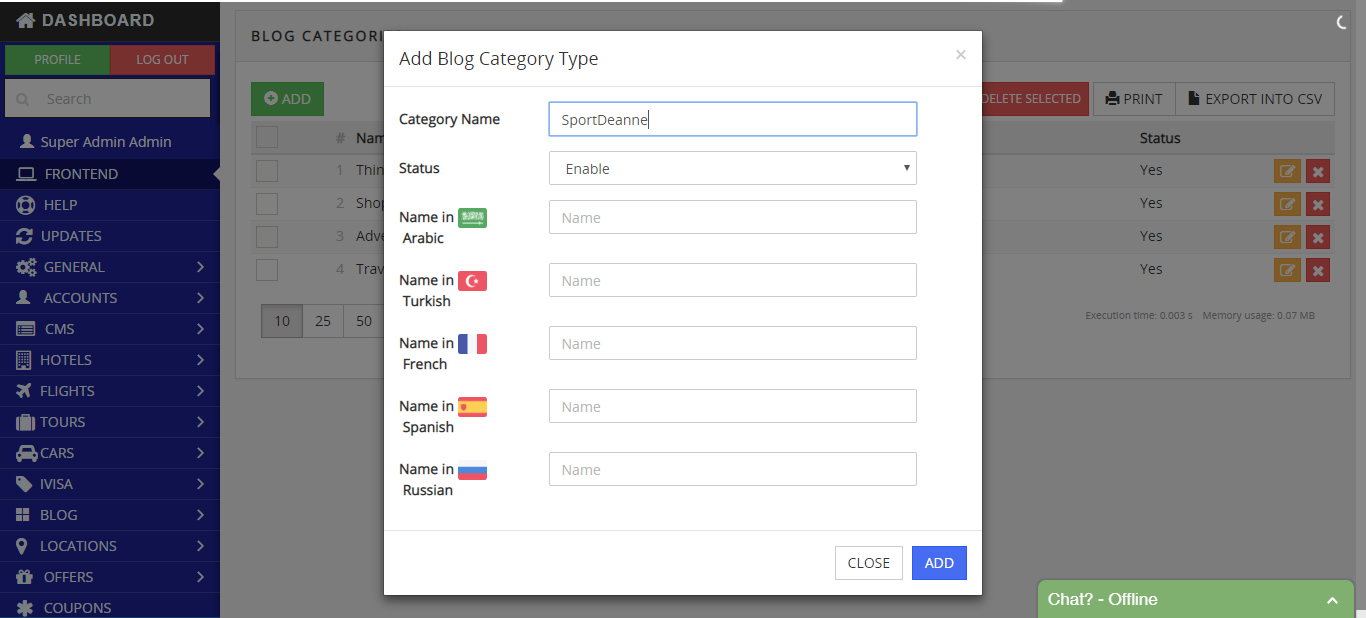 DASHBOARD
PROFILE
LOG OUT
Search
Super Admin Admin
FRONTEND
HELP
UPDATES
GENERAL
ACCOUNTS
CMS
HOTELS
FLIGHTS
TOURS
CARS
IVISA
BLOG
LOCATIONS
OFFERS
COUPONS
BLOG CATEGORI
ADD
DELETE SELECTED
PRINT
EXPORT INTO CSV
# Nam
Status
1 Thin
Yes
2 Shop
Yes
3 Adve
Yes
4 Trav
Yes
10 25 50
Execution time: 0.003 s Memory usage: 0.07 MB
Add Blog Category Type
×
Category Name
SportDeanne
Status
Enable
Name in
Arabic
Name
Name in
Turkish
Name
Name in
French
Name
Name in
Spanish
Name
Name in
Russian
Name
CLOSE
ADD
Chat? - Offline